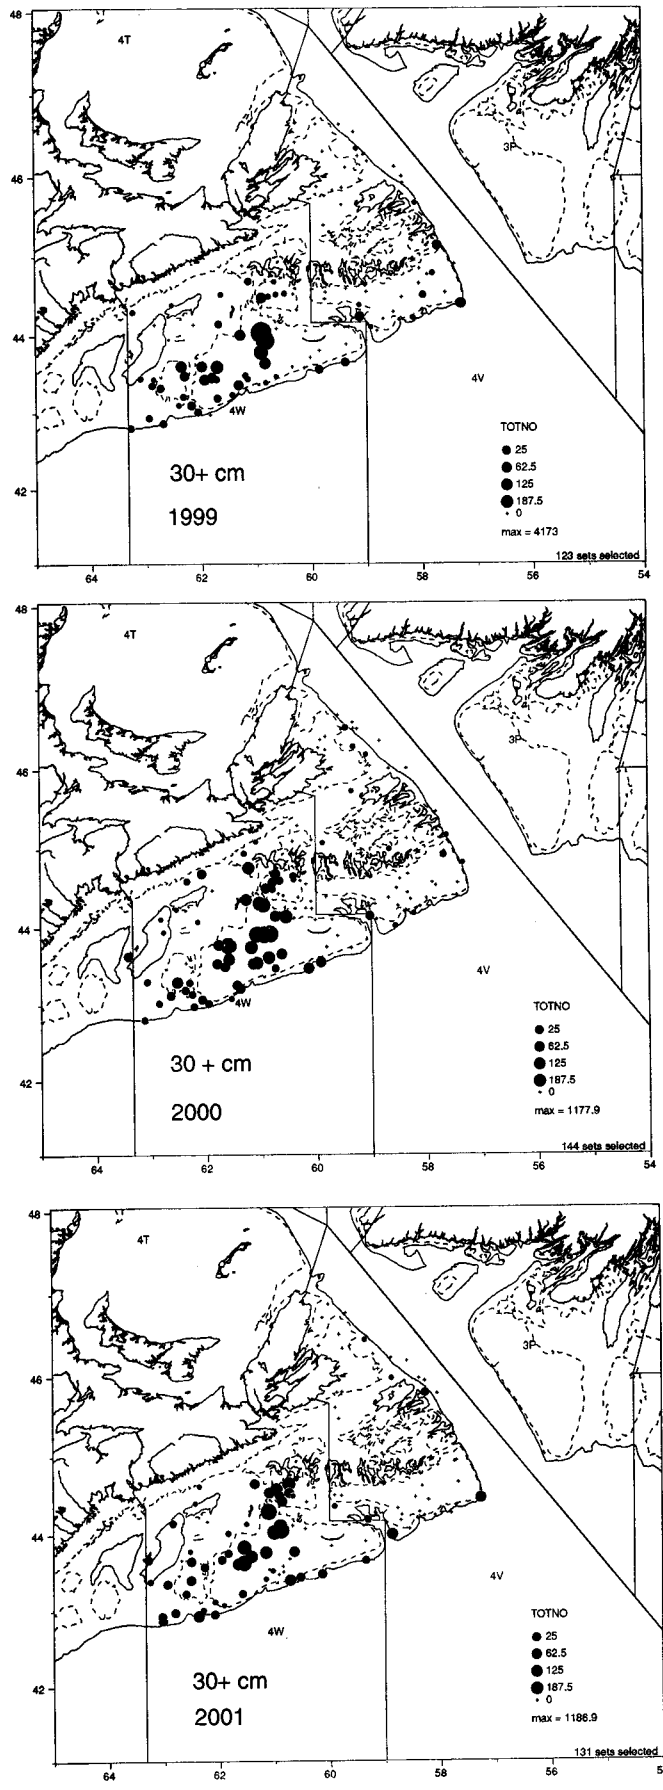 48
4T
3P
46
44
4V
4W
TOTNO
25
62.5
125
187.5
0
max = 4173
42
30+ cm
1999
123 sets selected
64 62 60 58 56 54
48
4T
3P
46
44
4V
4W
TOTNO
25
62.5
125
187.5
0
max = 1177.9
42
30 + cm
2000
144 sets selected
64 62 60 58 56 54
48
4T
3P
46
44
4V
4W
TOTNO
25
62.5
125
187.5
0
max = 1186.9
42
30+ cm
2001
131 sets selected
64 62 60 58 56 5